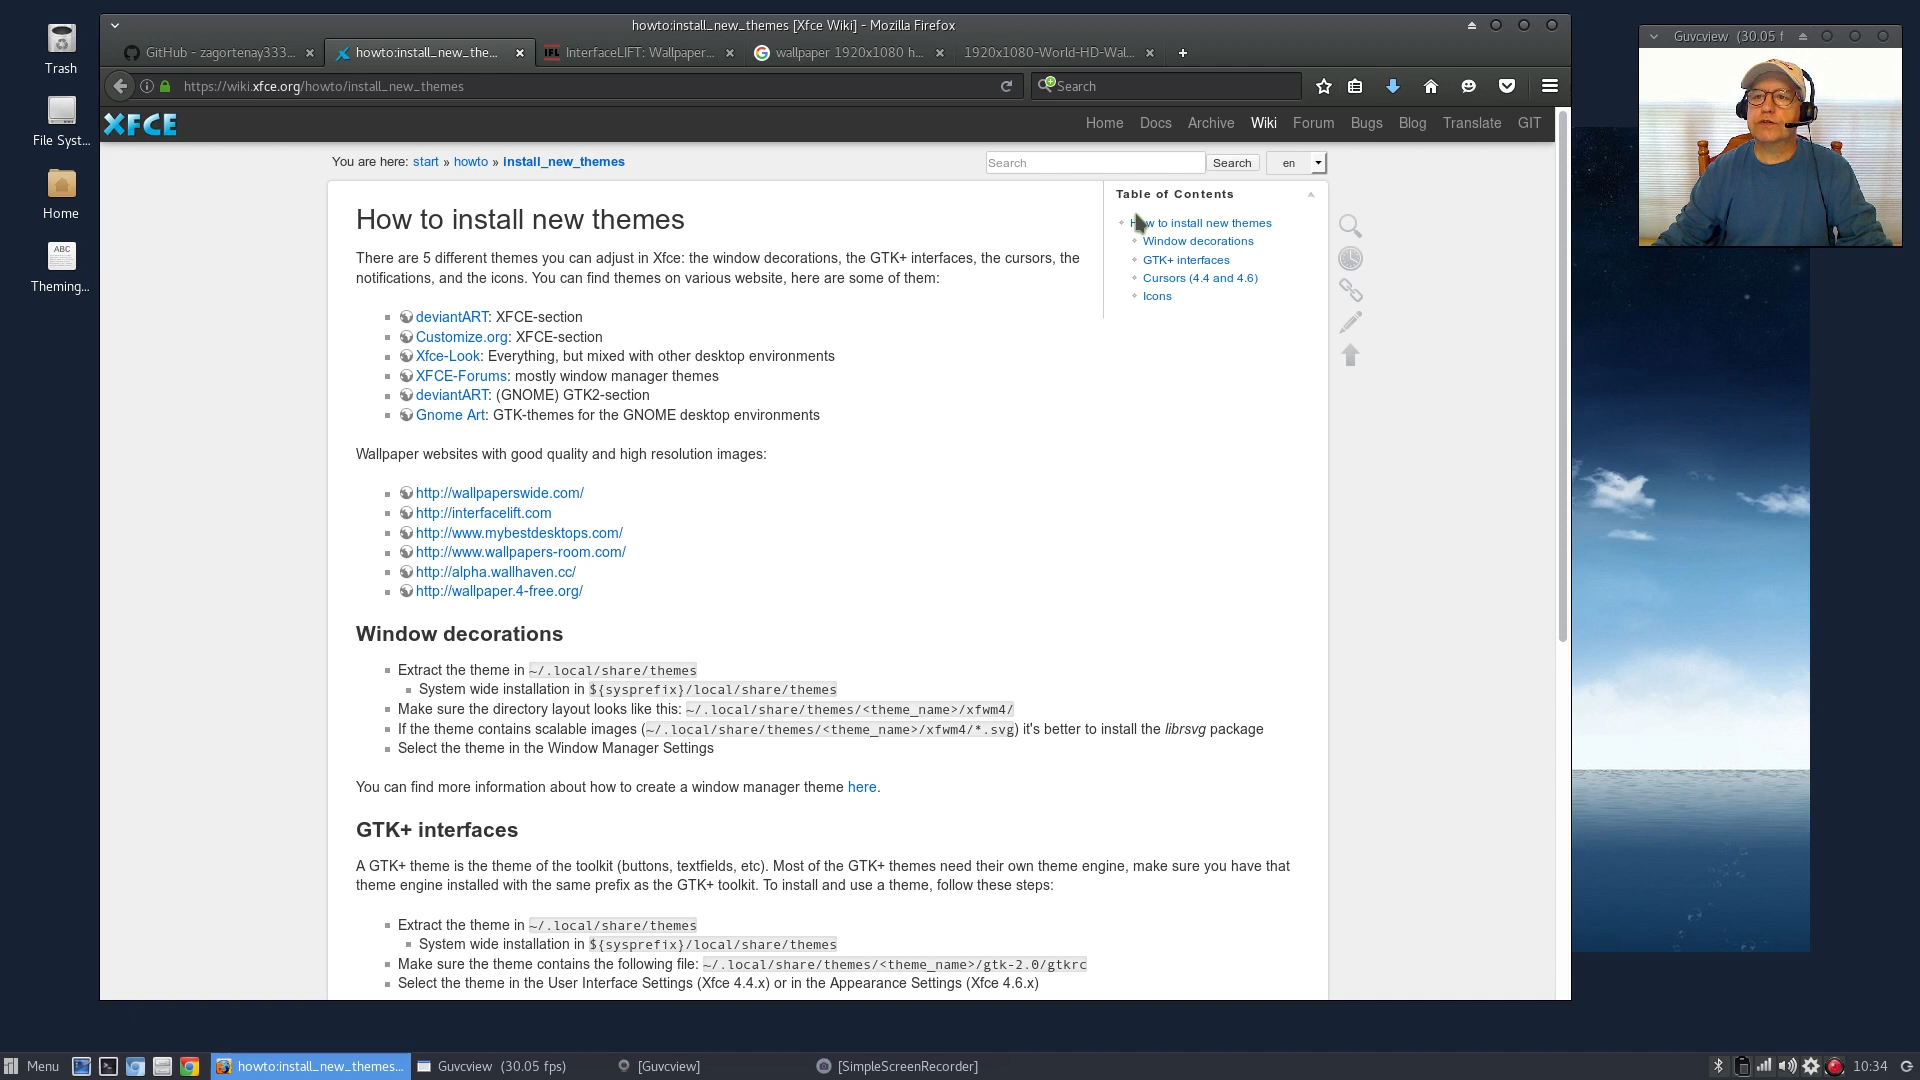 howto:install_new_themes [Xfce Wiki] - Mozilla Firefox
GitHub - zagortenay333...
howto:install_new_the...
InterfaceLIFT: Wallpaper...
wallpaper 1920x1080 h...
1920x1080-World-HD-Wal...
https://wiki.xfce.org/howto/install_new_themes
Search
XFCE
Home Docs Archive Wiki Forum Bugs Blog Translate GIT
You are here: start » howto » install_new_themes
Search
Search
en
Table of Contents
How to install new themes
Window decorations
GTK+ interfaces
Cursors (4.4 and 4.6)
Icons
How to install new themes
There are 5 different themes you can adjust in Xfce: the window decorations, the GTK+ interfaces, the cursors, the
notifications, and the icons. You can find themes on various website, here are some of them:
deviantART: XFCE-section
Customize.org: XFCE-section
Xfce-Look: Everything, but mixed with other desktop environments
XFCE-Forums: mostly window manager themes
deviantART: (GNOME) GTK2-section
Gnome Art: GTK-themes for the GNOME desktop environments
Wallpaper websites with good quality and high resolution images:
http://wallpaperswide.com/
http://interfacelift.com
http://www.mybestdesktops.com/
http://www.wallpapers-room.com/
http://alpha.wallhaven.cc/
http://wallpaper.4-free.org/
Window decorations
Extract the theme in ~/.local/share/themes
System wide installation in ${sysprefix}/local/share/themes
Make sure the directory layout looks like this: ~/.local/share/themes/<theme_name>/xfwm4/
If the theme contains scalable images (~/.local/share/themes/<theme_name>/xfwm4/*.svg) it's better to install the librsvg package
Select the theme in the Window Manager Settings
You can find more information about how to create a window manager theme here.
GTK+ interfaces
A GTK+ theme is the theme of the toolkit (buttons, textfields, etc). Most of the GTK+ themes need their own theme engine, make sure you have that
theme engine installed with the same prefix as the GTK+ toolkit. To install and use a theme, follow these steps:
Extract the theme in ~/.local/share/themes
System wide installation in ${sysprefix}/local/share/themes
Make sure the theme contains the following file: ~/.local/share/themes/<theme_name>/gtk-2.0/gtkrc
Select the theme in the User Interface Settings (Xfce 4.4.x) or in the Appearance Settings (Xfce 4.6.x)
Trash
File Syst...
Home
ABC
Theming...
Guvcview (30.05 f
Menu
howto:install_new_themes...
Guvcview (30.05 fps)
[Guvcview]
[SimpleScreenRecorder]
10:34